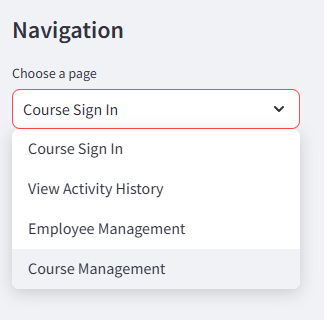 Navigation
Choose a page
Course Sign In
Course Sign In
View Activity History
Employee Management
Course Management